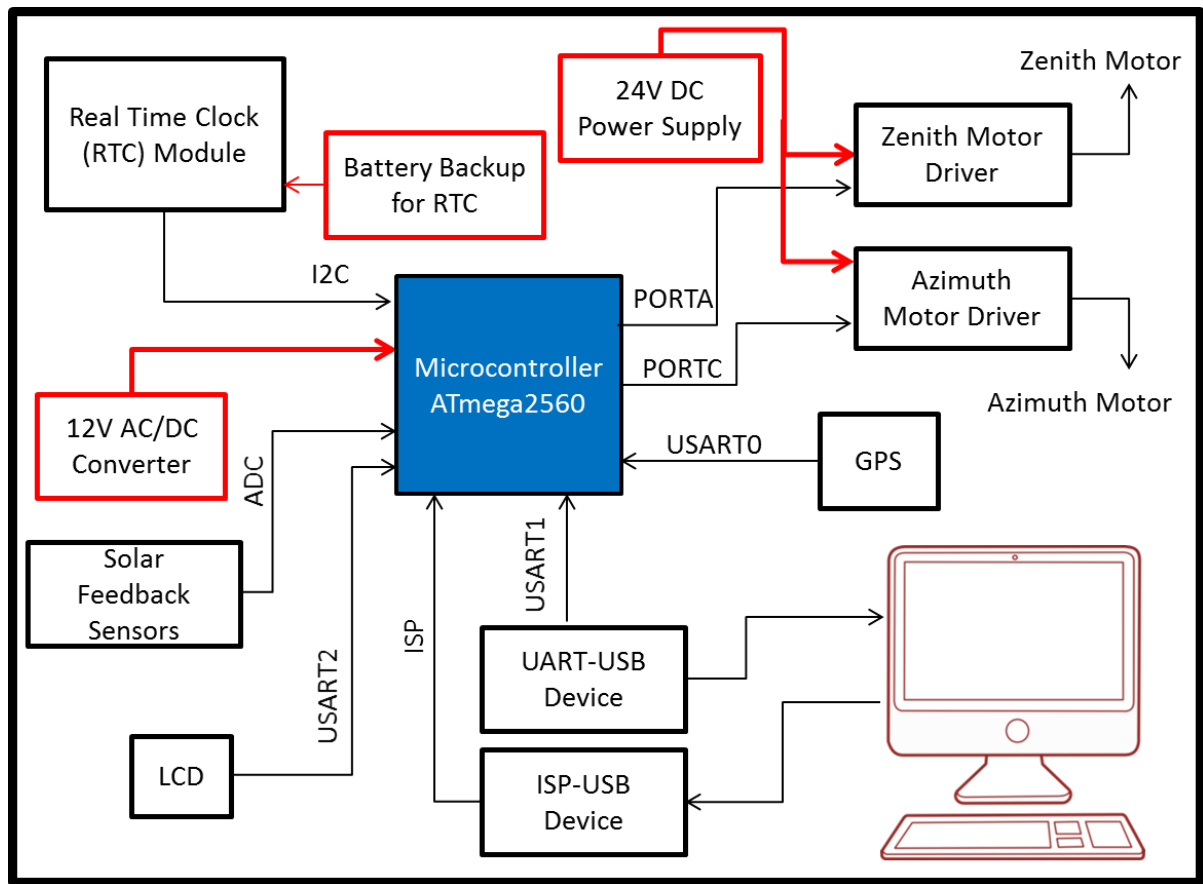 Real Time Clock
(RTC) Module
Battery Backup
for RTC
24V DC
Power Supply
Zenith Motor
Zenith Motor
Driver
I2C
PORTA
Azimuth
Motor Driver
Microcontroller
ATmega2560
PORTC
Azimuth Motor
12V AC/DC
Converter
ADC
USART0
GPS
Solar
Feedback
Sensors
USART2
ISP
USART1
UART-USB
Device
LCD
ISP-USB
Device